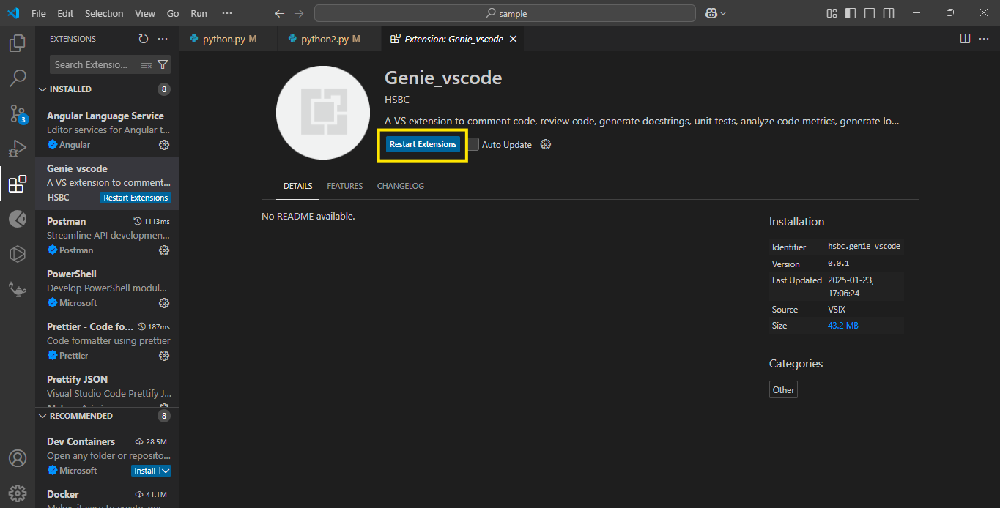 File Edit Selection View Go Run ···
sample
EXTENSIONS
Search Extensio...
INSTALLED 8
Angular Language Service
Editor services for Angular t...
Angular
Genie_vscode
A VS extension to comment...
HSBC Restart Extensions
Postman 1113ms
Streamline API developmen...
Postman
PowerShell
Develop PowerShell modul...
Microsoft
Prettier - Code fo... 187ms
Code formatter using prettier
Prettier
Prettify JSON
Visual Studio Code Prettify J...
RECOMMENDED 8
Dev Containers 28.5M
Open any folder or reposito...
Microsoft Install
Docker 41.1M
Makes it easy to create, ma...
3
python.py M
python2.py M
Extension: Genie_vscode
Genie_vscode
HSBC
A VS extension to comment code, review code, generate docstrings, unit tests, analyze code metrics, generate lo...
Restart Extensions Auto Update
DETAILS FEATURES CHANGELOG
No README available.
Installation
Identifier hsbc.genie-vscode
Version 0.0.1
Last Updated 2025-01-23,
17:06:24
Source VSIX
Size 43.2 MB
Categories
Other